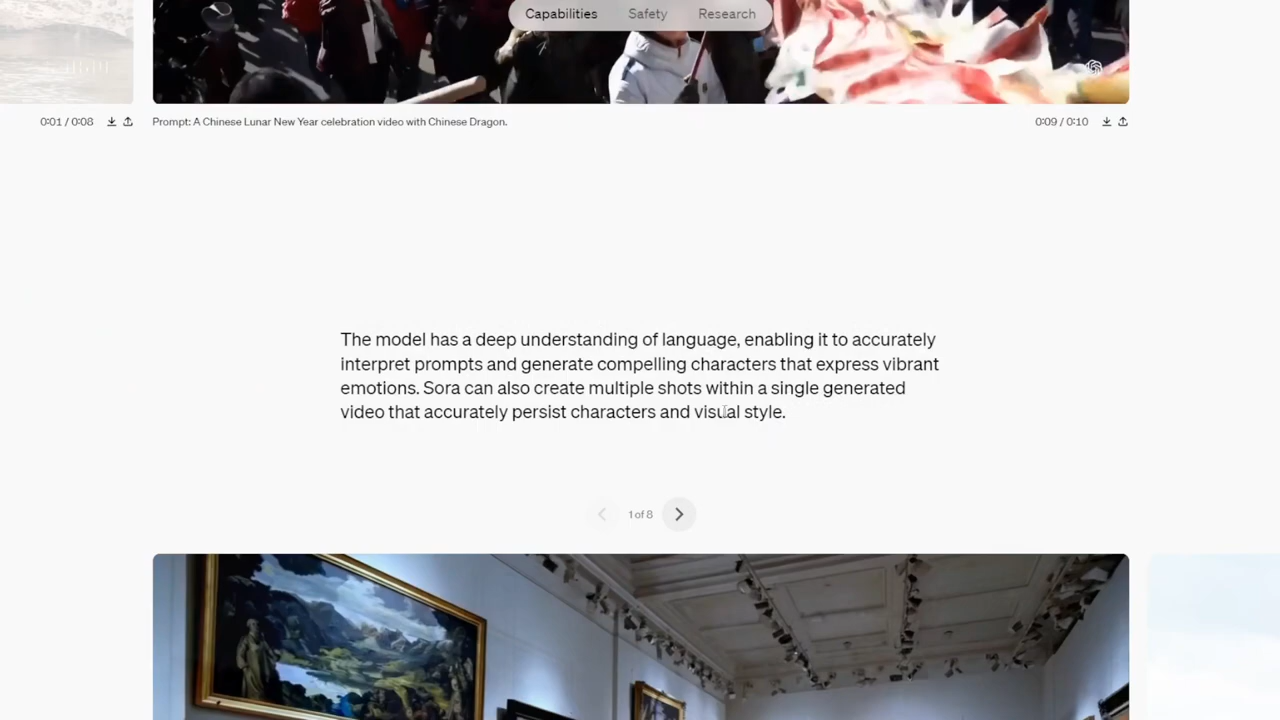 Capabilities Safety Research
0:01 / 0:08
Prompt: A Chinese Lunar New Year celebration video with Chinese Dragon.
0:09 / 0:10
The model has a deep understanding of language, enabling it to accurately
interpret prompts and generate compelling characters that express vibrant
emotions. Sora can also create multiple shots within a single generated
video that accurately persist characters and visual style.
1 of 8